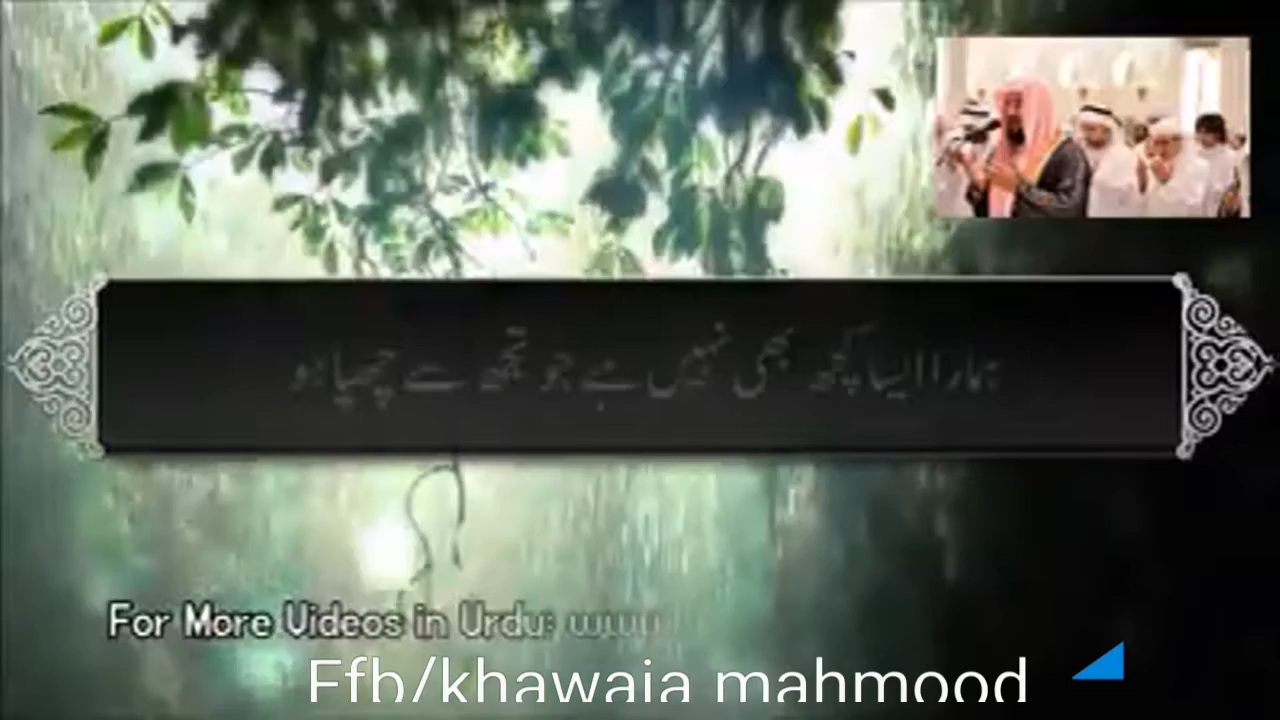 ہمارا ایسا کچھ بھی نہیں ہے جو تجھ سے چھپا ہو
For More Videos in Urdu: www
Ffb/khawaja mahmood